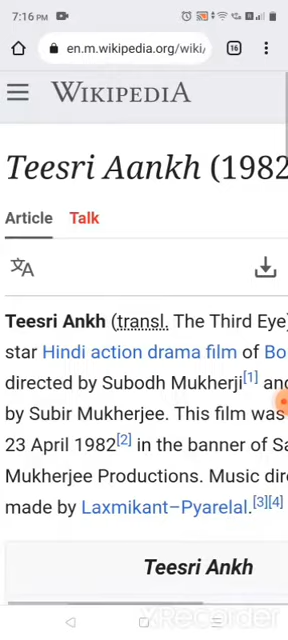 7:16 PM
en.m.wikipedia.org/wiki/
16
WIKIPEDIA
Teesri Aankh (1982
Article Talk
Teesri Ankh (transl. The Third Eye)
star Hindi action drama film of Bo
directed by Subodh Mukherji[1] and
by Subir Mukherjee. This film was
23 April 1982[2] in the banner of Sa
Mukherjee Productions. Music dire
made by Laxmikant–Pyarelal.[3][4]
Teesri Ankh
XRecorder